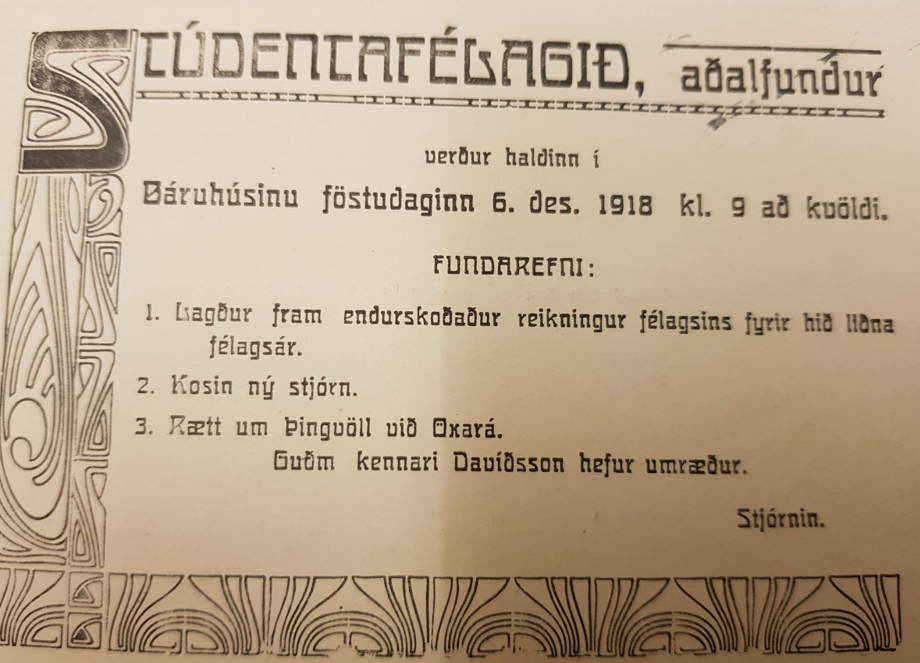 STÚDENTAFÉLAGIÐ, aðalfundur
verður haldinn í
Báruhúsinu föstudaginn 6. des. 1918 kl. 9 að kvöldi.
FUNDAREFNI:
1. Lagður fram endurskoðaður reikningur félagsins fyrir hið liðna
félagsár.
2. Kosin ný stjórn.
3. Rætt um Þingvöll við Oxará.
Guðm kennari Davíðsson hefur umræður.
Stjórnin.